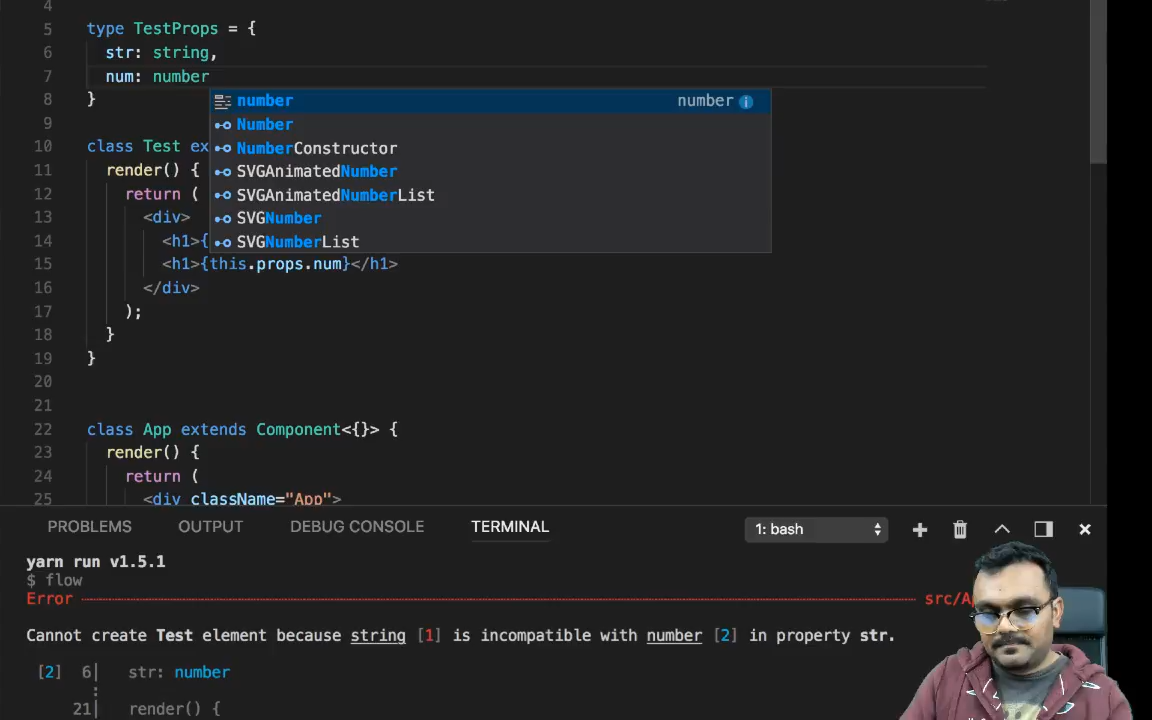 4
5 type TestProps = {
6 str: string,
7 num: number
8 }
number number
9 Number
10 class Test ex NumberConstructor
11 render() { SVGAnimatedNumber
12 return ( SVGAnimatedNumberList
13 <div> SVGNumber
14 <h1>{ SVGNumberList
15 <h1>{this.props.num}</h1>
16 </div>
17 );
18 }
19 }
20
21
22 class App extends Component<{}> {
23 render() {
24 return (
25 <div className="App">
PROBLEMS OUTPUT DEBUG CONSOLE TERMINAL 1: bash
yarn run v1.5.1
$ flow
Error src/A
Cannot create Test element because string [1] is incompatible with number [2] in property str.
[2] 6| str: number
:
21| render() {